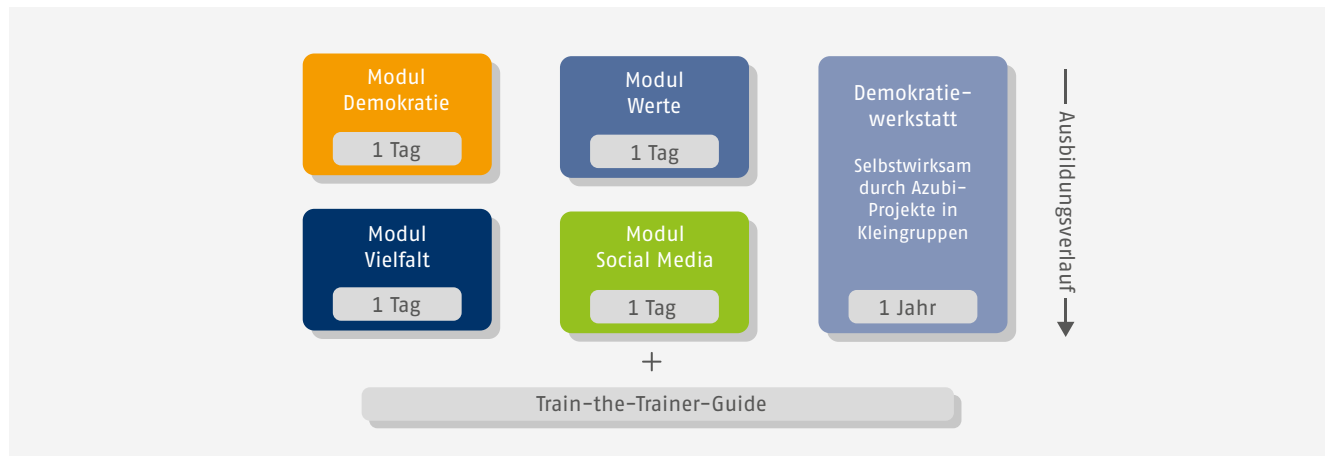 Modul
Demokratie
1 Tag
Modul
Werte
1 Tag
Modul
Vielfalt
1 Tag
Modul
Social Media
1 Tag
Demokratie-
werkstatt
Selbstwirksam
durch Azubi-
Projekte in
Kleingruppen
1 Jahr
Ausbildungsverlauf
+
Train-the-Trainer-Guide